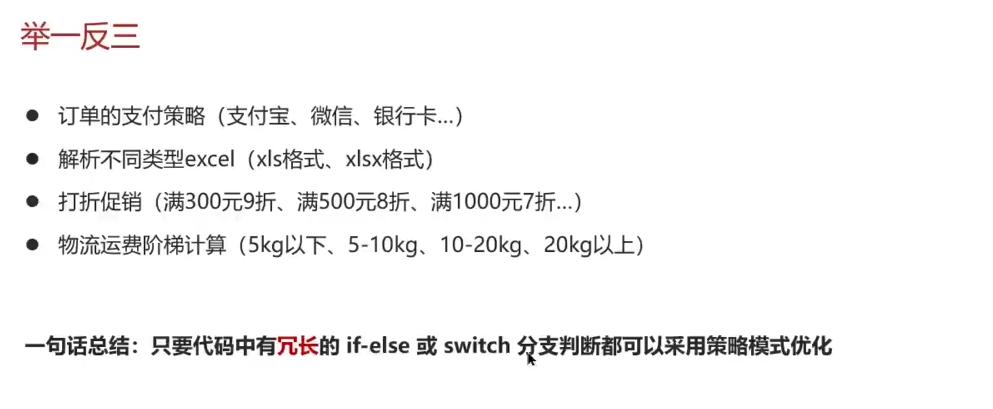 举一反三
● 订单的支付策略（支付宝、微信、银行卡...）
● 解析不同类型excel（xls格式、xlsx格式）
● 打折促销（满300元9折、满500元8折、满1000元7折...）
● 物流运费阶梯计算（5kg以下、5-10kg、10-20kg、20kg以上）
一句话总结：只要代码中有冗长的 if-else 或 switch 分支判断都可以采用策略模式优化